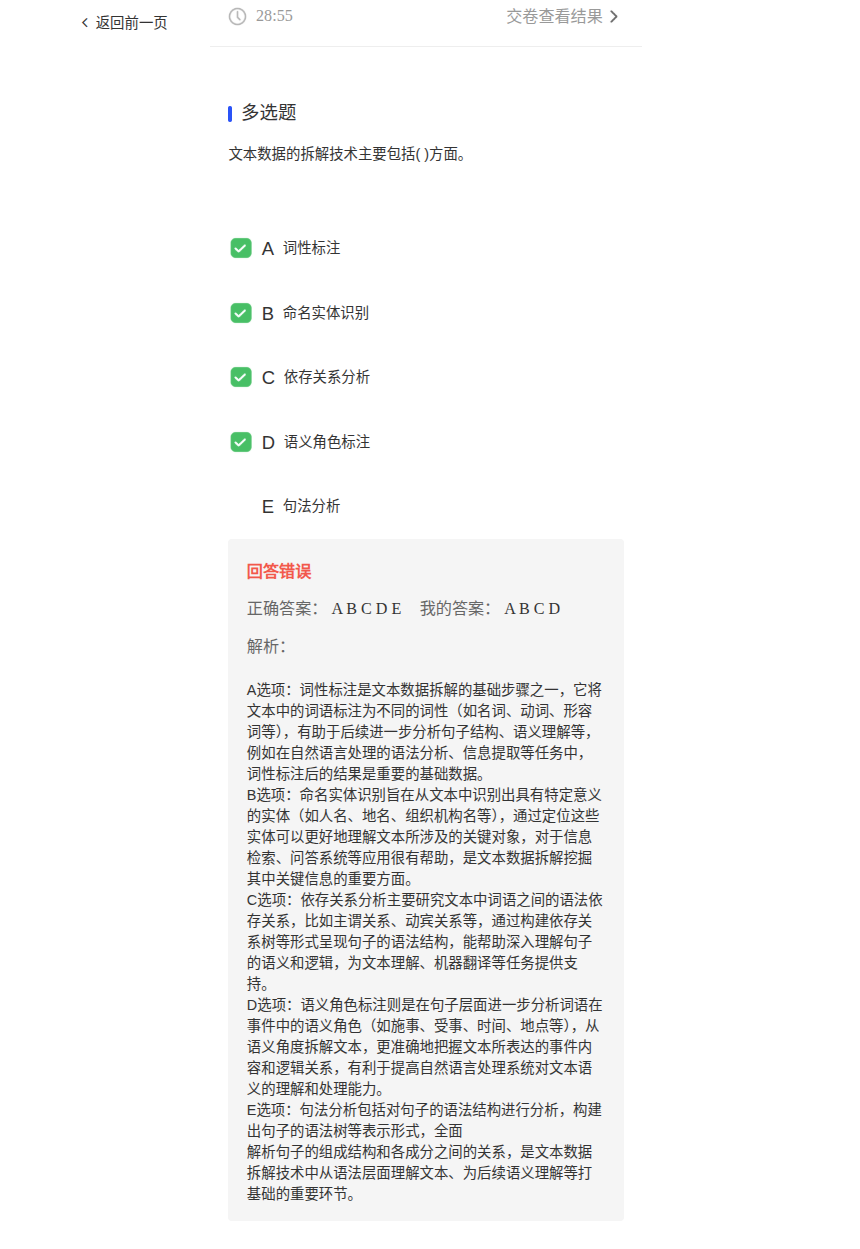 返回前一页
28:55
交卷查看结果
多选题
文本数据的拆解技术主要包括( )方面。
A 词性标注
B 命名实体识别
C 依存关系分析
D 语义角色标注
E 句法分析
回答错误
正确答案： A B C D E 我的答案： A B C D
解析：
A选项：词性标注是文本数据拆解的基础步骤之一，它将
文本中的词语标注为不同的词性（如名词、动词、形容
词等），有助于后续进一步分析句子结构、语义理解等，
例如在自然语言处理的语法分析、信息提取等任务中，
词性标注后的结果是重要的基础数据。
B选项：命名实体识别旨在从文本中识别出具有特定意义
的实体（如人名、地名、组织机构名等），通过定位这些
实体可以更好地理解文本所涉及的关键对象，对于信息
检索、问答系统等应用很有帮助，是文本数据拆解挖掘
其中关键信息的重要方面。
C选项：依存关系分析主要研究文本中词语之间的语法依
存关系，比如主谓关系、动宾关系等，通过构建依存关
系树等形式呈现句子的语法结构，能帮助深入理解句子
的语义和逻辑，为文本理解、机器翻译等任务提供支
持。
D选项：语义角色标注则是在句子层面进一步分析词语在
事件中的语义角色（如施事、受事、时间、地点等），从
语义角度拆解文本，更准确地把握文本所表达的事件内
容和逻辑关系，有利于提高自然语言处理系统对文本语
义的理解和处理能力。
E选项：句法分析包括对句子的语法结构进行分析，构建
出句子的语法树等表示形式，全面
解析句子的组成结构和各成分之间的关系，是文本数据
拆解技术中从语法层面理解文本、为后续语义理解等打
基础的重要环节。